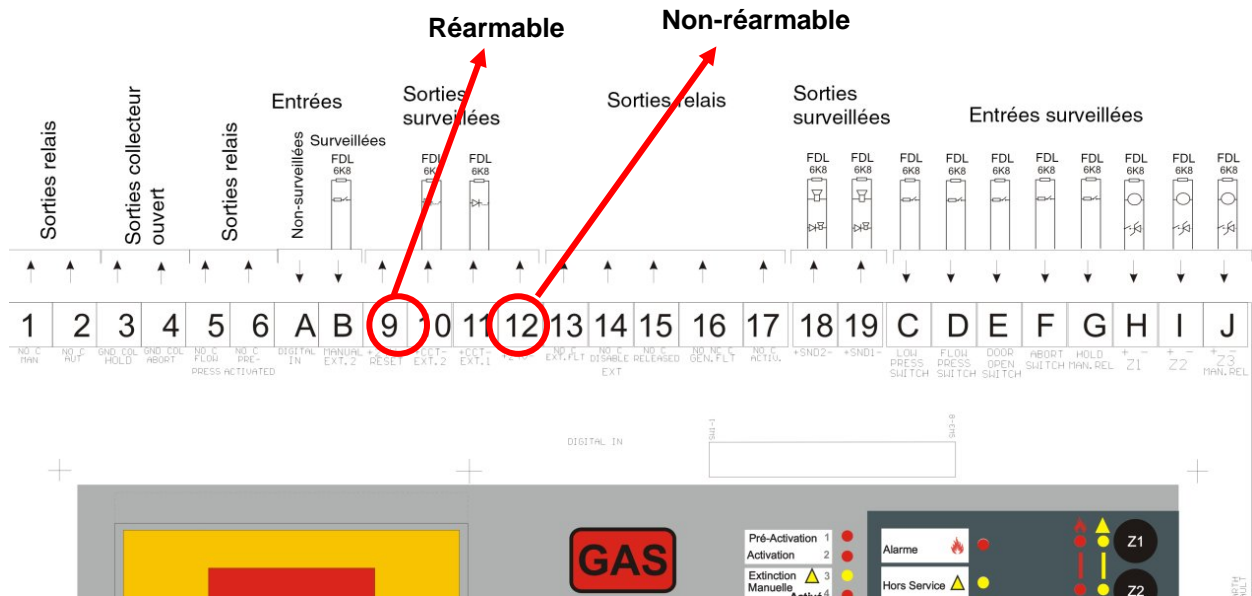 Réarmable
Non-réarmable
Sorties relais
Sorties collecteur
ouvert
Sorties relais
Entrées
Non-surveillées
Surveillées
Sorties
surveillées
Sorties relais
Sorties
surveillées
Entrées surveillées
FDL
6K8
FDL
6K8
FDL
6K8
FDL
6K8
FDL
6K8
FDL
6K8
FDL
6K8
FDL
6K8
FDL
6K8
FDL
6K8
FDL
6K8
FDL
6K8
FDL
6K8
1 2 3 4 5 6 A B 9 10 11 12 13 14 15 16 17 18 19 C D E F G H I J
NO C
MAN
NO C
AUT
GND COL
HOLD
GND COL
ABORT
NO C
FLOW
PRESS
NO C
PRE-
ACTIVATED
DIGITAL
IN
MANUAL
EXT.2
RESET
CCT-
EXT.2
+CCT-
EXT.1
EXT.FLT
NO C
DISABLE
EXT
NO C
RELEASED
NO NC C
GEN.FLT
NO C
ACTIV.
+SND2-
+SND1-
LOW
PRESS
SWITCH
FLOW
PRESS
SWITCH
DOOR
OPEN
SWITCH
ABORT
SWITCH
HOLD
MAN.REL
+ -
Z1
+ -
Z2
+ -
Z3
MAN.REL
DIGITAL IN
GAS
Pré-Activation 1
Activation 2
Extinction 3
Manuelle
Activé 4
Alarme
Hors Service
Z1
Z2